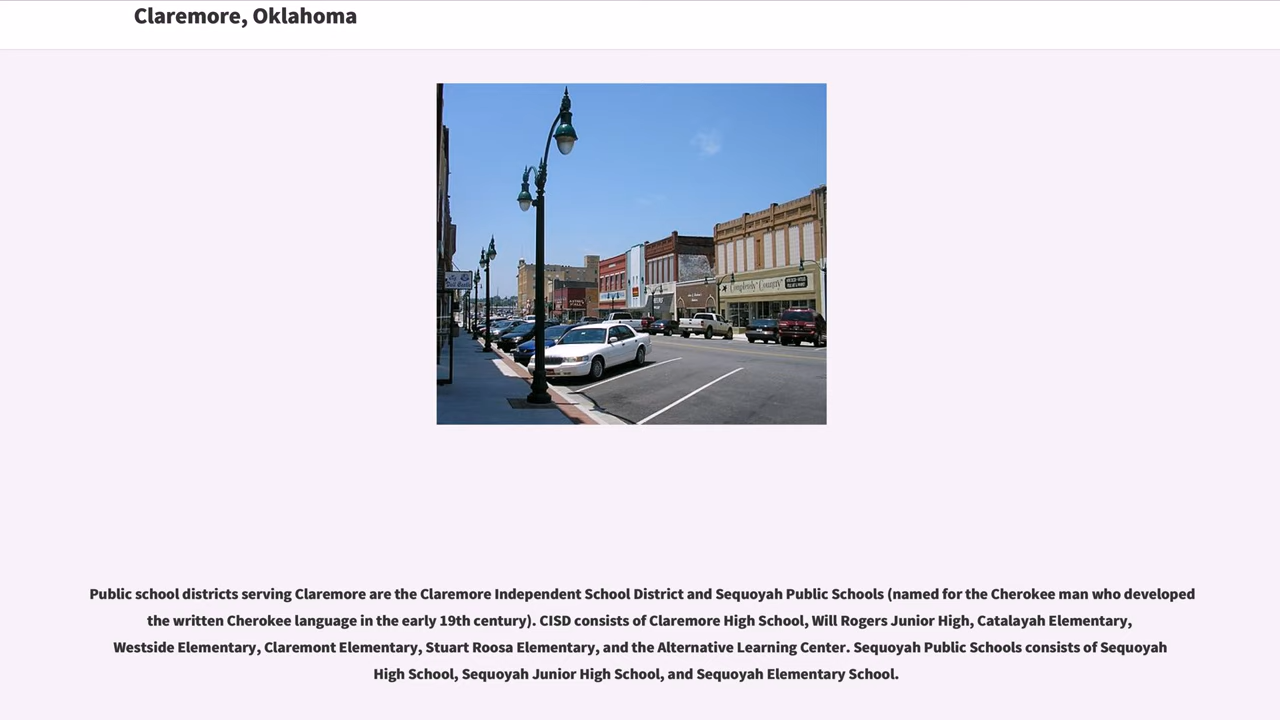 Claremore, Oklahoma
Completely Country
Public school districts serving Claremore are the Claremore Independent School District and Sequoyah Public Schools (named for the Cherokee man who developed
the written Cherokee language in the early 19th century). CISD consists of Claremore High School, Will Rogers Junior High, Catalayah Elementary,
Westside Elementary, Claremont Elementary, Stuart Roosa Elementary, and the Alternative Learning Center. Sequoyah Public Schools consists of Sequoyah
High School, Sequoyah Junior High School, and Sequoyah Elementary School.